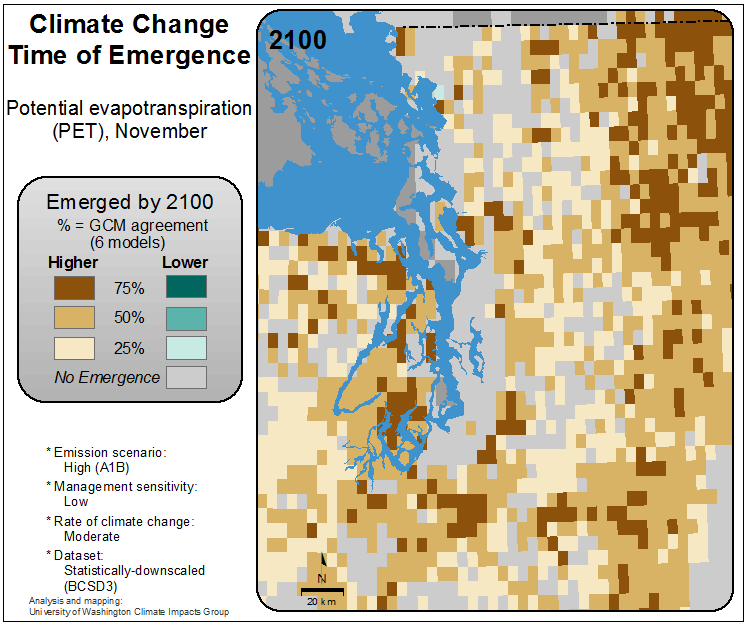 Climate Change
Time of Emergence
Potential evapotranspiration
(PET), November
Emerged by 2100
% = GCM agreement
(6 models)
Higher Lower
75%
50%
25%
No Emergence
* Emission scenario:
High (A1B)
* Management sensitivity:
Low
* Rate of climate change:
Moderate
* Dataset:
Statistically-downscaled
(BCSD3)
Analysis and mapping:
University of Washington Climate Impacts Group
2100
N
20 km